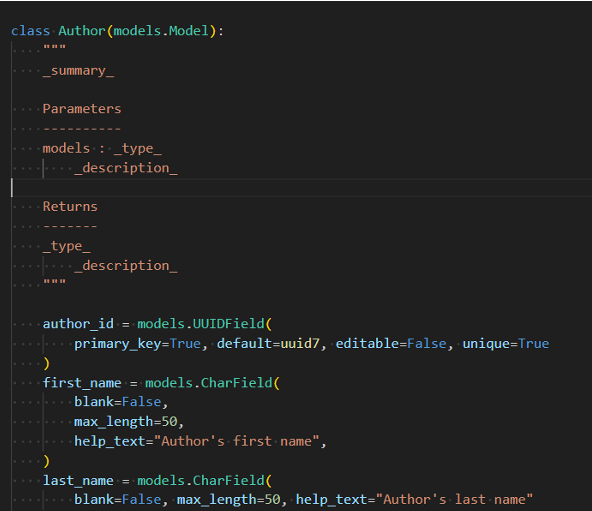 class Author(models.Model):
"""
_summary_
Parameters
----------
models : _type_
_description_
Returns
-------
_type_
_description_
"""
author_id = models.UUIDField(
primary_key=True, default=uuid7, editable=False, unique=True
)
first_name = models.CharField(
blank=False,
max_length=50,
help_text="Author's first name",
)
last_name = models.CharField(
blank=False, max_length=50, help_text="Author's last name"